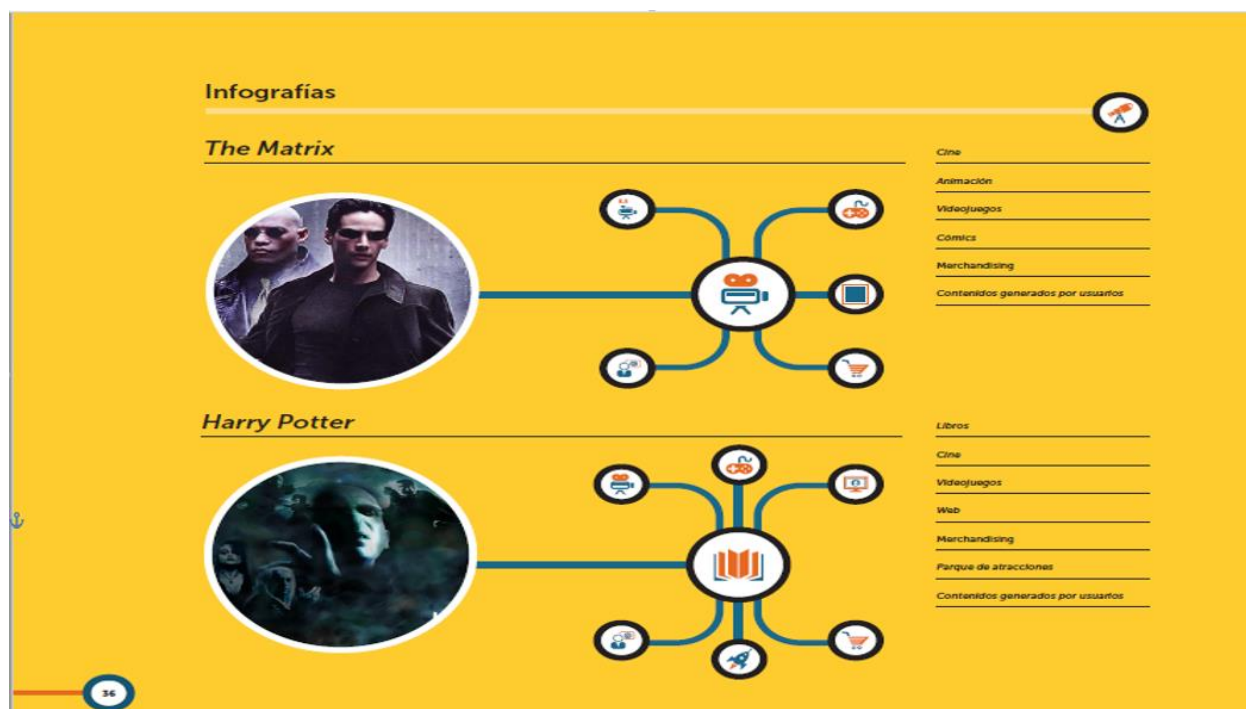 Infografías
The Matrix
Cine
Animación
Videojuegos
Cómics
Merchandising
Contenidos generados por usuarios
Harry Potter
Libros
Cine
Videojuegos
Web
Merchandising
Parque de atracciones
Contenidos generados por usuarios
36